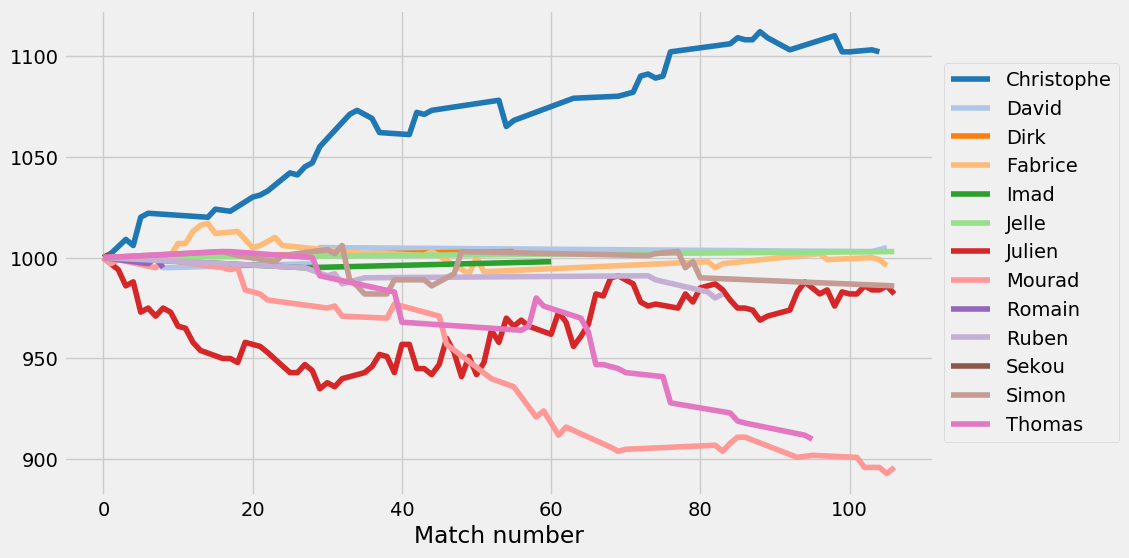 1100
1050
1000
950
900
0 20 40 60 80 100
Match number
Christophe
David
Dirk
Fabrice
Imad
Jelle
Julien
Mourad
Romain
Ruben
Sekou
Simon
Thomas